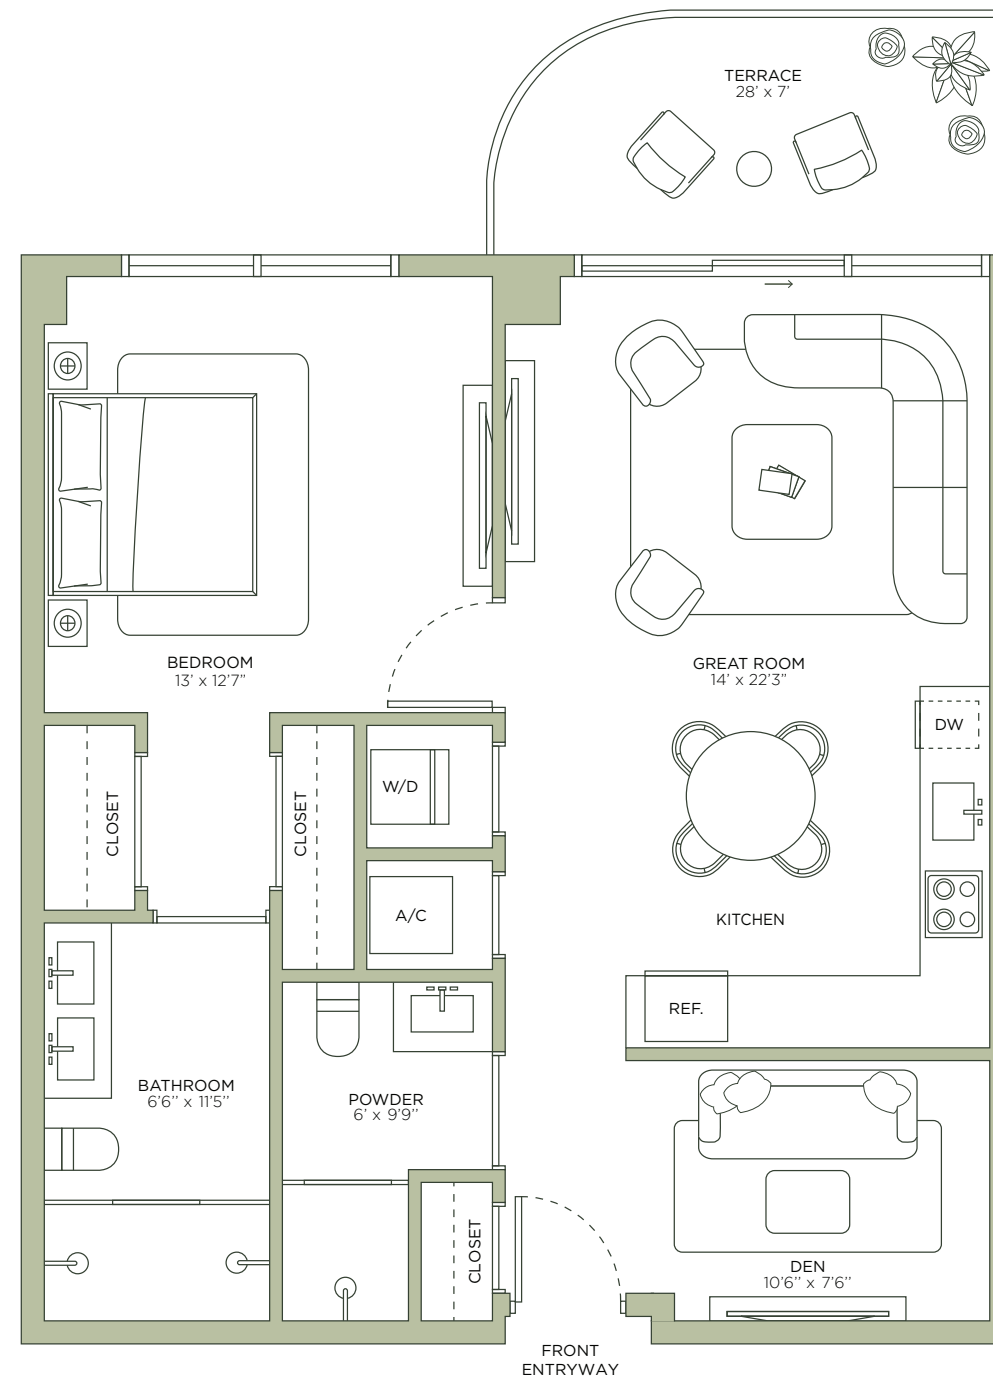 TERRACE
28’ x 7’
BEDROOM
13’ x 12’7”
GREAT ROOM
14’ x 22’3”
DW
CLOSET
CLOSET
W/D
A/C
KITCHEN
REF.
BATHROOM
6’6’’ x 11’5’’
POWDER
6’ x 9’9’’
CLOSET
DEN
10’6’’ x 7’6’’
FRONT
ENTRYWAY